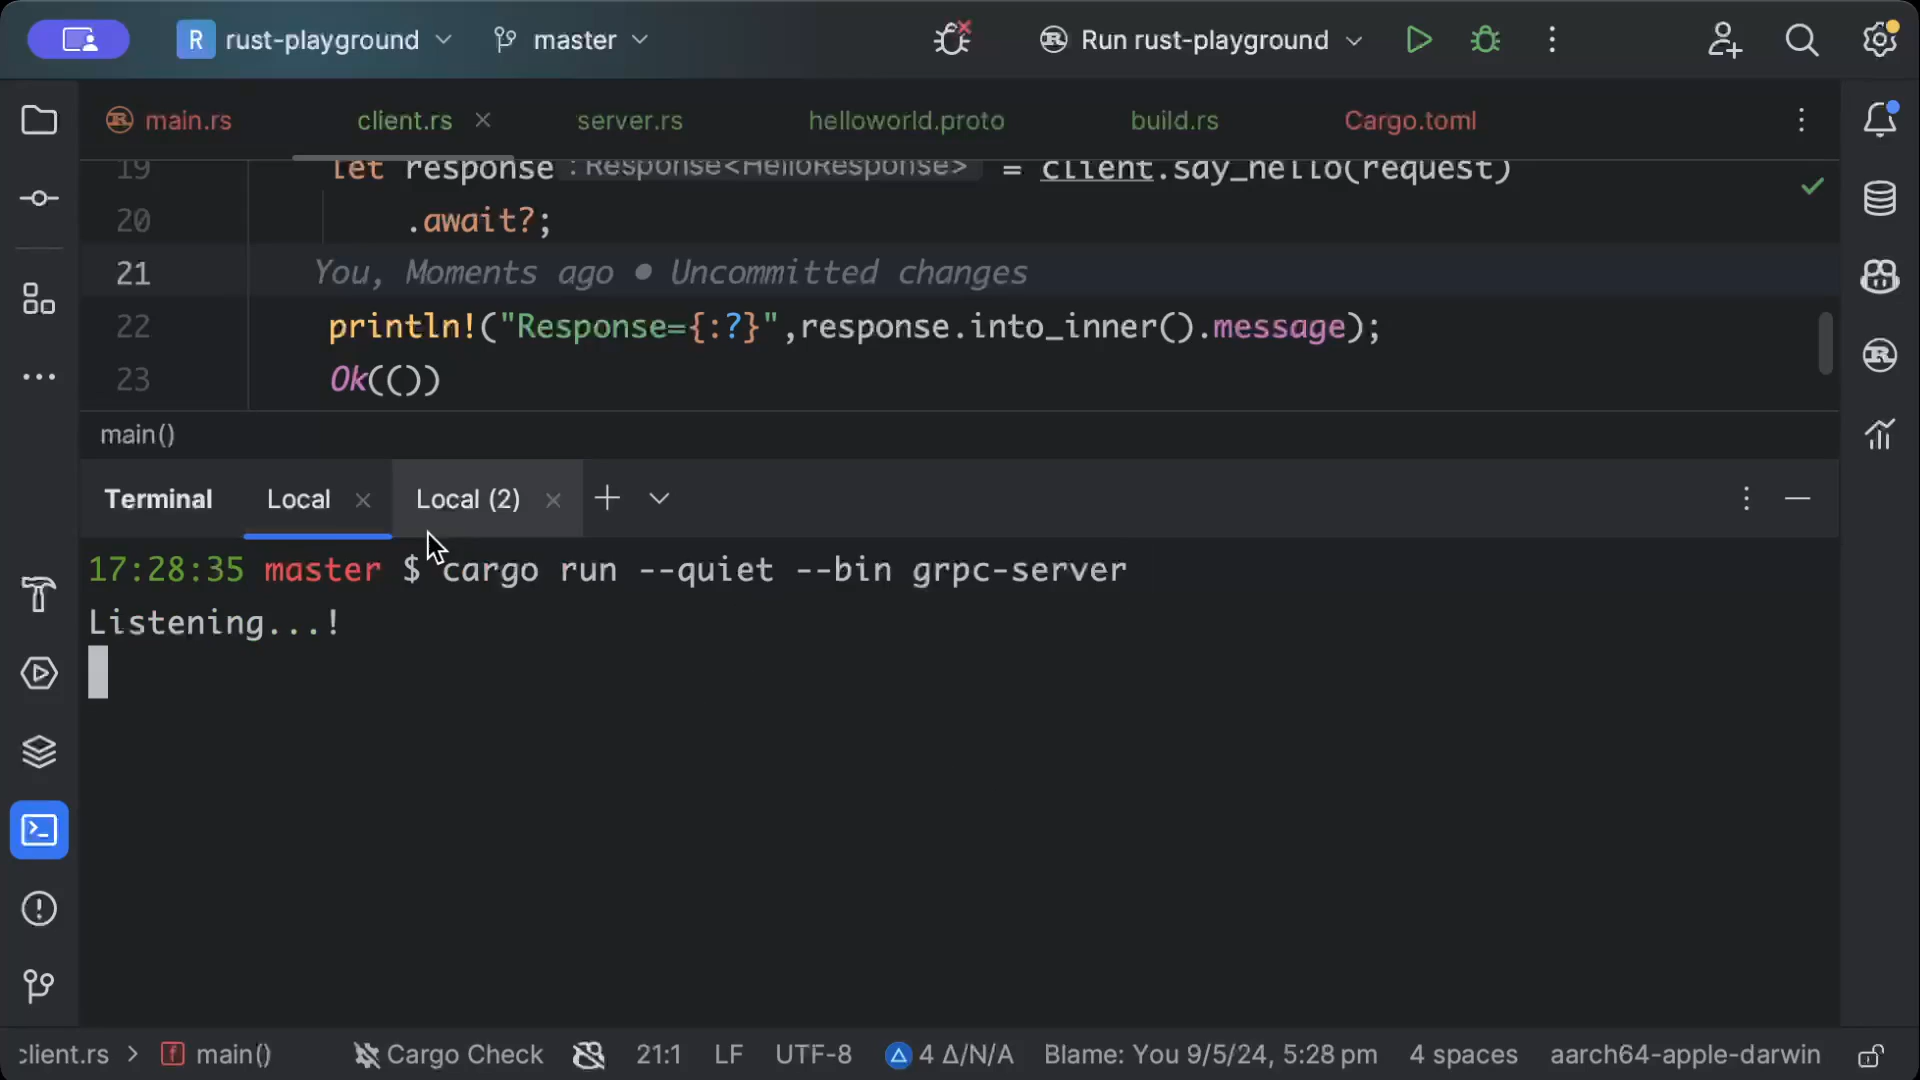 R rust-playground master Run rust-playground
main.rs client.rs server.rs helloworld.proto build.rs Cargo.toml
19 let response : Response<HelloResponse> = client.say_hello(request)
20 .await?;
21 You, Moments ago • Uncommitted changes
22 println!("Response={:?}",response.into_inner().message);
23 Ok(())
main()
Terminal Local Local (2)
17:28:35 master $ cargo run --quiet --bin grpc-server
Listening...!
client.rs > f main() Cargo Check 21:1 LF UTF-8 4 Δ/N/A Blame: You 9/5/24, 5:28 pm 4 spaces aarch64-apple-darwin